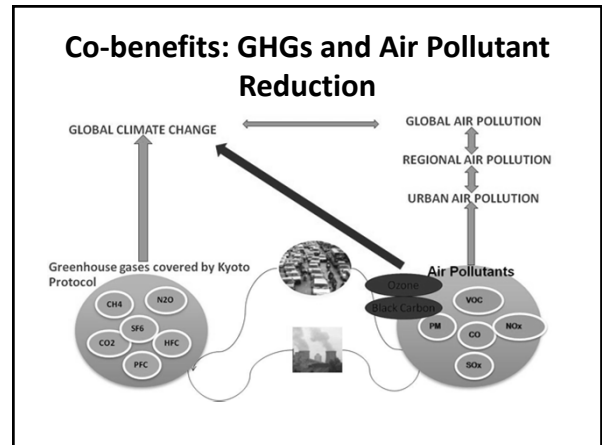 Co-benefits: GHGs and Air Pollutant
Reduction
GLOBAL CLIMATE CHANGE
GLOBAL AIR POLLUTION
REGIONAL AIR POLLUTION
URBAN AIR POLLUTION
Greenhouse gases covered by Kyoto
Protocol
CH4
N2O
SF6
CO2
HFC
PFC
Air Pollutants
Ozone
Black Carbon
VOC
PM
CO
NOx
SOx